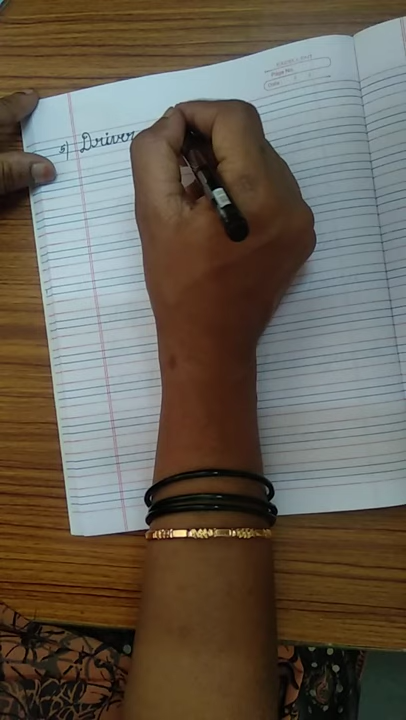 Page No.
Date: / /
5) Driver